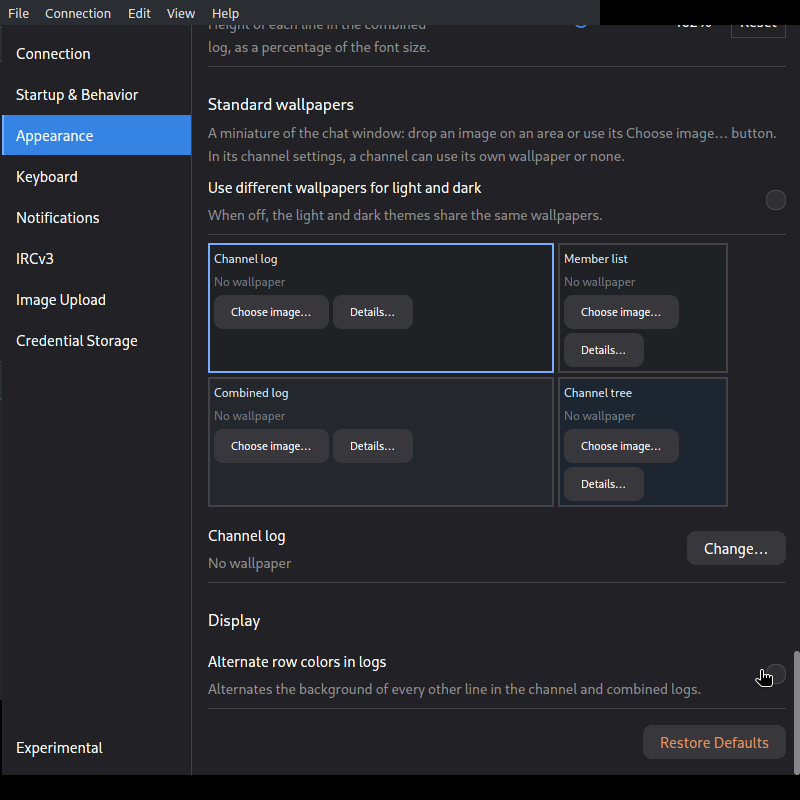 File Connection Edit View Help
Height of each line in the combined
log, as a percentage of the font size.
Reset
Connection
Startup & Behavior
Appearance
Keyboard
Notifications
IRCv3
Image Upload
Credential Storage
Experimental
Standard wallpapers
A miniature of the chat window: drop an image on an area or use its Choose image... button.
In its channel settings, a channel can use its own wallpaper or none.
Use different wallpapers for light and dark
When off, the light and dark themes share the same wallpapers.
Channel log
No wallpaper
Choose image... Details...
Member list
No wallpaper
Choose image...
Details...
Combined log
No wallpaper
Choose image... Details...
Channel tree
No wallpaper
Choose image...
Details...
Channel log
No wallpaper
Change...
Display
Alternate row colors in logs
Alternates the background of every other line in the channel and combined logs.
Restore Defaults